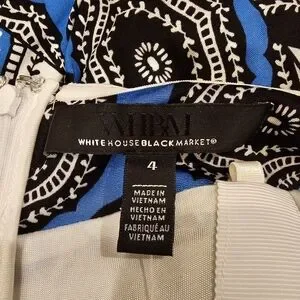 WHBM
WHITE HOUSE BLACK MARKET®
4
MADE IN
VIETNAM
HECHO EN
VIETNAM
FABRIQUÉ AU
VIETNAM